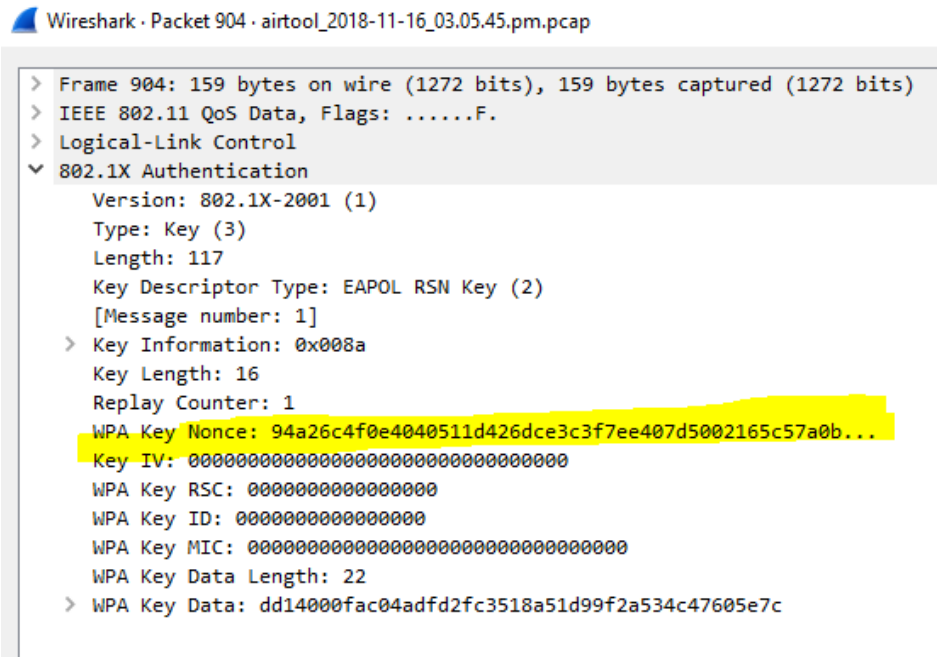 Wireshark · Packet 904 · airtool_2018-11-16_03.05.45.pm.pcap
> Frame 904: 159 bytes on wire (1272 bits), 159 bytes captured (1272 bits)
> IEEE 802.11 QoS Data, Flags: ......F.
> Logical-Link Control
802.1X Authentication
Version: 802.1X-2001 (1)
Type: Key (3)
Length: 117
Key Descriptor Type: EAPOL RSN Key (2)
[Message number: 1]
> Key Information: 0x008a
Key Length: 16
Replay Counter: 1
WPA Key Nonce: 94a26c4f0e4040511d426dce3c3f7ee407d5002165c57a0b...
Key IV: 00000000000000000000000000000000
WPA Key RSC: 0000000000000000
WPA Key ID: 0000000000000000
WPA Key MIC: 00000000000000000000000000000000
WPA Key Data Length: 22
> WPA Key Data: dd14000fac04adfd2fc3518a51d99f2a534c47605e7c